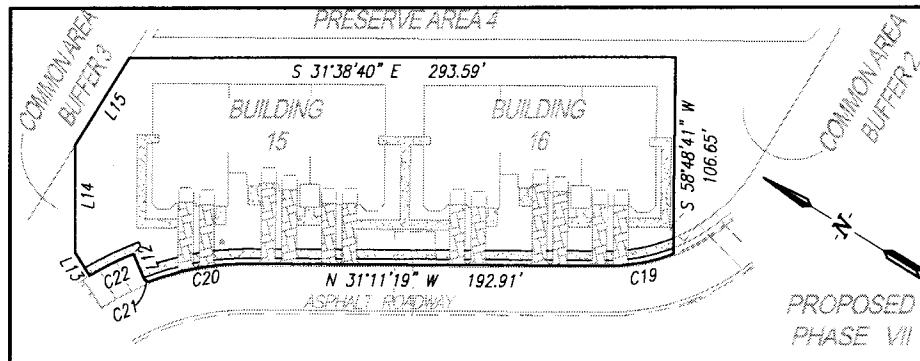 PRESERVE AREA 4
COMMON AREA
BUFFER 3
COMMON AREA
BUFFER 2
S 31°38'40" E 293.59'
L15
BUILDING
15
BUILDING
16
S 58°48'41" W
106.65'
L14
L13
C22
L12
C21
C20
N 31°11'19" W 192.91'
C19
ASPHALT ROADWAY
-N-
PROPOSED
PHASE VII